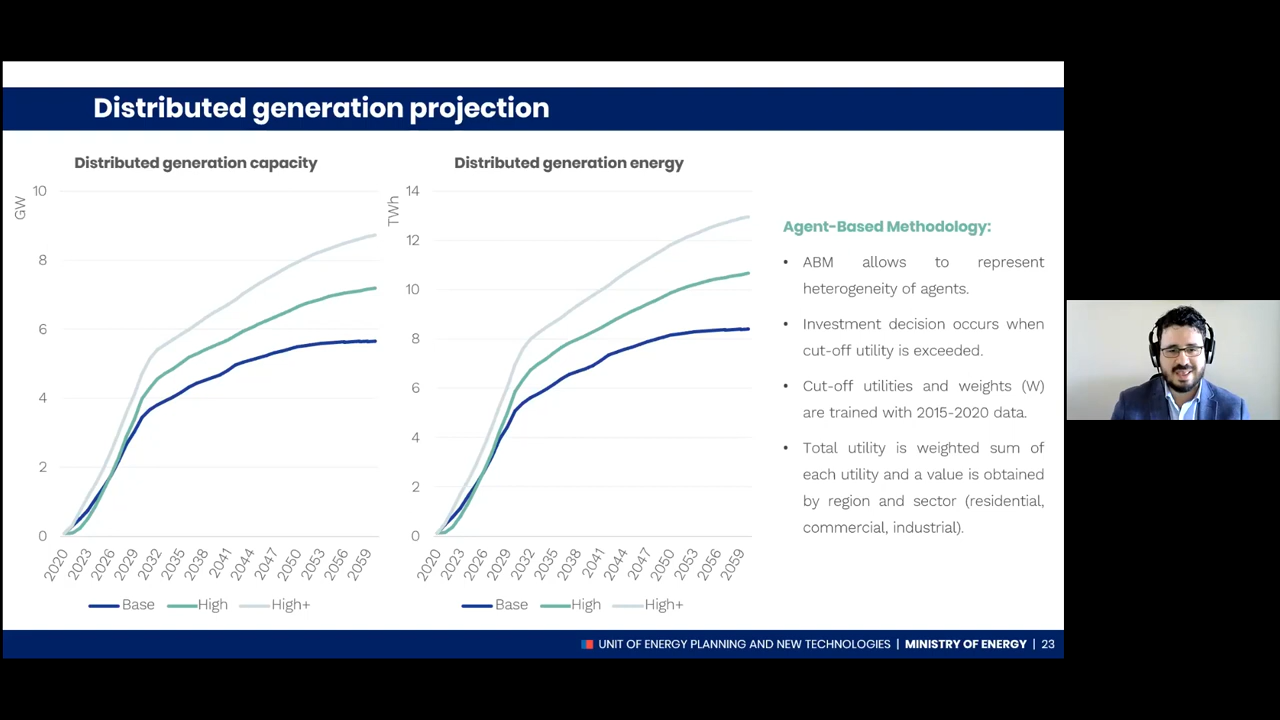 Distributed generation projection
Distributed generation capacity
GW
10
8
6
4
2
0
2020
2023
2026
2029
2032
2035
2038
2041
2044
2047
2050
2053
2056
2059
Base
High
High+
Distributed generation energy
TWh
14
12
10
8
6
4
2
0
2020
2023
2026
2029
2032
2035
2038
2041
2044
2047
2050
2053
2056
2059
Base
High
High+
Agent-Based Methodology:
• ABM allows to represent
heterogeneity of agents.
• Investment decision occurs when
cut-off utility is exceeded.
• Cut-off utilities and weights (W)
are trained with 2015-2020 data.
• Total utility is weighted sum of
each utility and a value is obtained
by region and sector (residential,
commercial, industrial).
UNIT OF ENERGY PLANNING AND NEW TECHNOLOGIES | MINISTRY OF ENERGY | 23